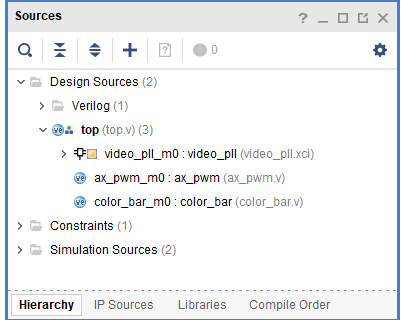 Sources
? 0
Design Sources (2)
Verilog (1)
top (top.v) (3)
video_pll_m0 : video_pll (video_pll.xci)
ax_pwm_m0 : ax_pwm (ax_pwm.v)
color_bar_m0 : color_bar (color_bar.v)
Constraints (1)
Simulation Sources (2)
Hierarchy IP Sources Libraries Compile Order